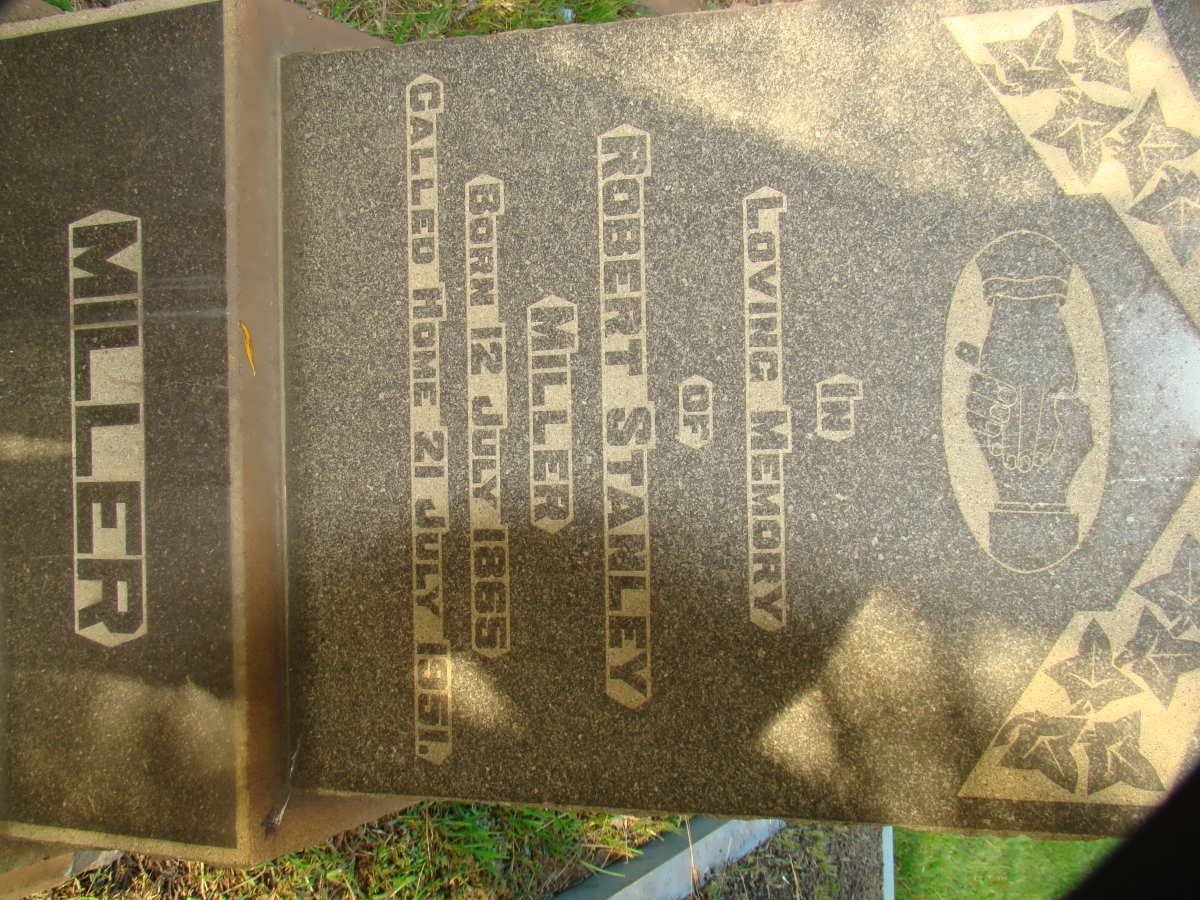 IN
LOVING MEMORY
OF
ROBERT STANLEY
MILLER
BORN 12 JULY 1865
CALLED HOME 21 JULY 1951.
MILLER